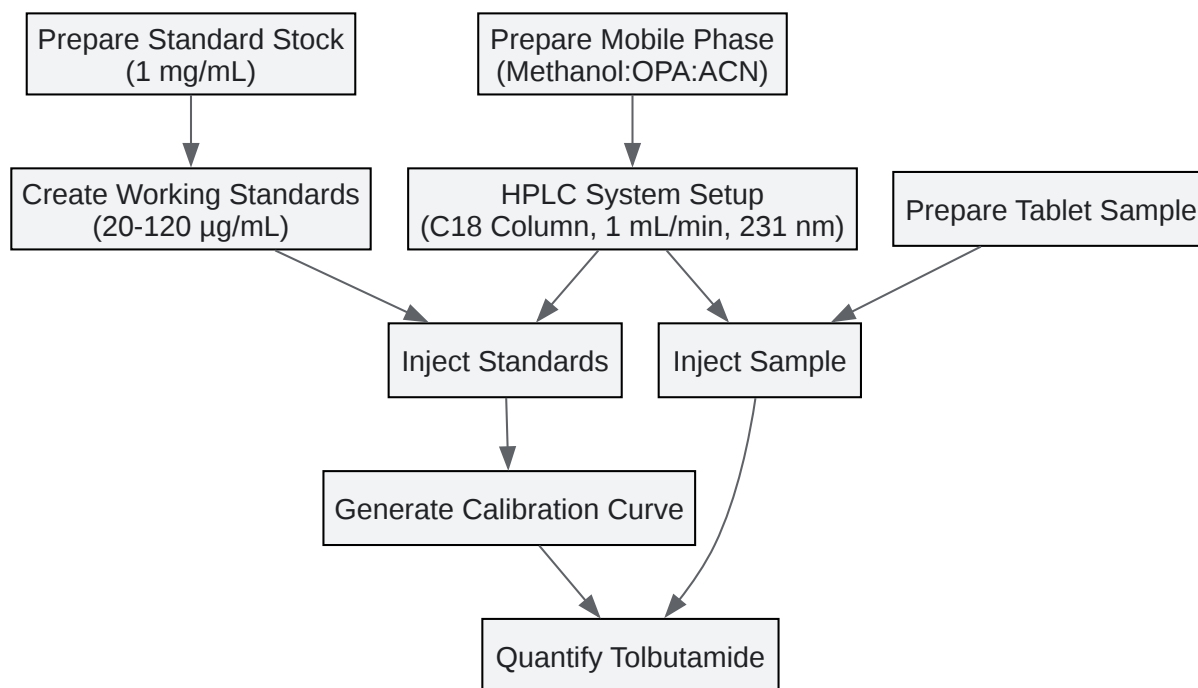 Prepare Standard Stock
(1 mg/mL)
Prepare Mobile Phase
(Methanol:OPA:ACN)
Create Working Standards
(20-120 µg/mL)
HPLC System Setup
(C18 Column, 1 mL/min, 231 nm)
Prepare Tablet Sample
Inject Standards
Inject Sample
Generate Calibration Curve
Quantify Tolbutamide